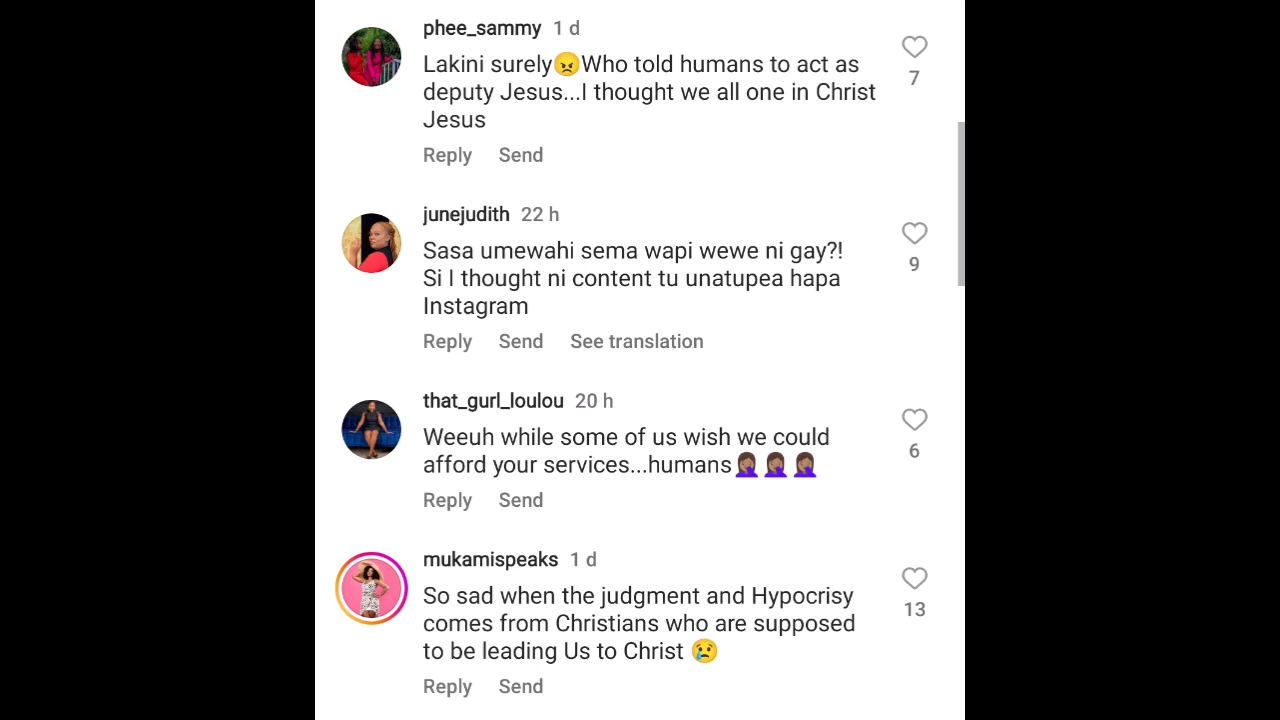 phee_sammy 1 d
Lakini surely😠Who told humans to act as
deputy Jesus...I thought we all one in Christ
Jesus
7
Reply Send
junejudith 22 h
Sasa umewahi sema wapi wewe ni gay?!
Si I thought ni content tu unatupea hapa
Instagram
9
Reply Send See translation
that_gurl_loulou 20 h
Weeuh while some of us wish we could
afford your services...humans🤦🏽‍♀️🤦🏽‍♀️🤦🏽‍♀️
6
Reply Send
mukamispeaks 1 d
So sad when the judgment and Hypocrisy
comes from Christians who are supposed
to be leading Us to Christ 😢
13
Reply Send